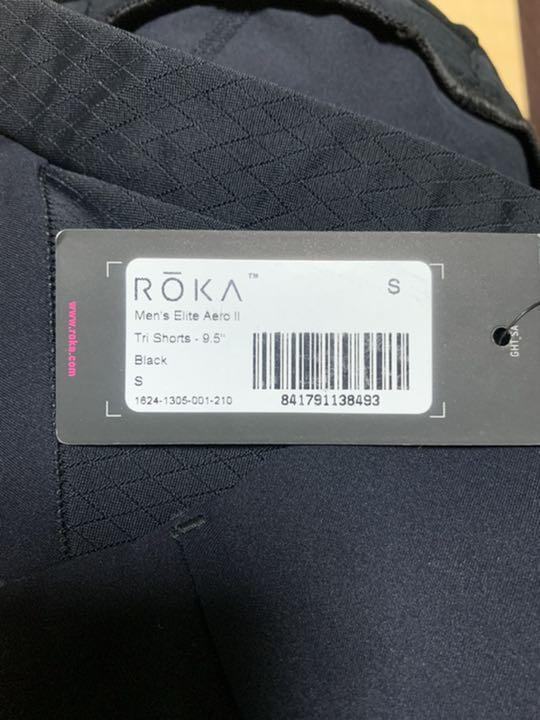 RŌKA™
S
Men's Elite Aero II
Tri Shorts - 9.5"
Black
S
1624-1305-001-210
841791138493
www.roka.com